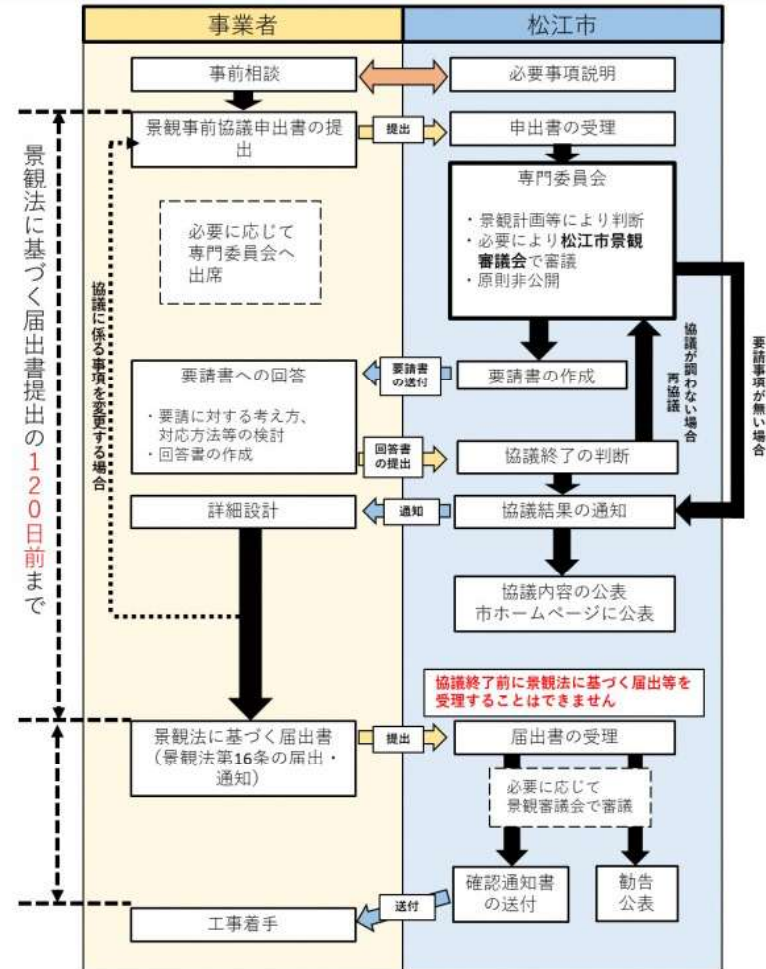 事業者
松江市
事前相談
必要事項説明
景観事前協議申出書の提
出
提出
申出書の受理
専門委員会
・景観計画等により判断
・必要により松江市景観
審議会で審議
・原則非公開
必要に応じて
専門委員会へ
出席
景観法に基づく届出書提出の120日前まで
協議に係る事項を変更する場合
要請書への回答
・要請に対する考え方、
対応方法等の検討
・回答書の作成
要請書
の送付
要請書の作成
協議が調わない場合
再協議
要請事項が無い場合
回答書
の提出
協議終了の判断
詳細設計
通知
協議結果の通知
協議内容の公表
市ホームページに公表
協議終了前に景観法に基づく届出等を
受理することはできません
景観法に基づく届出書
(景観法第16条の届出・
通知)
提出
届出書の受理
必要に応じて
景観審議会で審議
確認通知書
の送付
勧告
公表
送付
工事着手